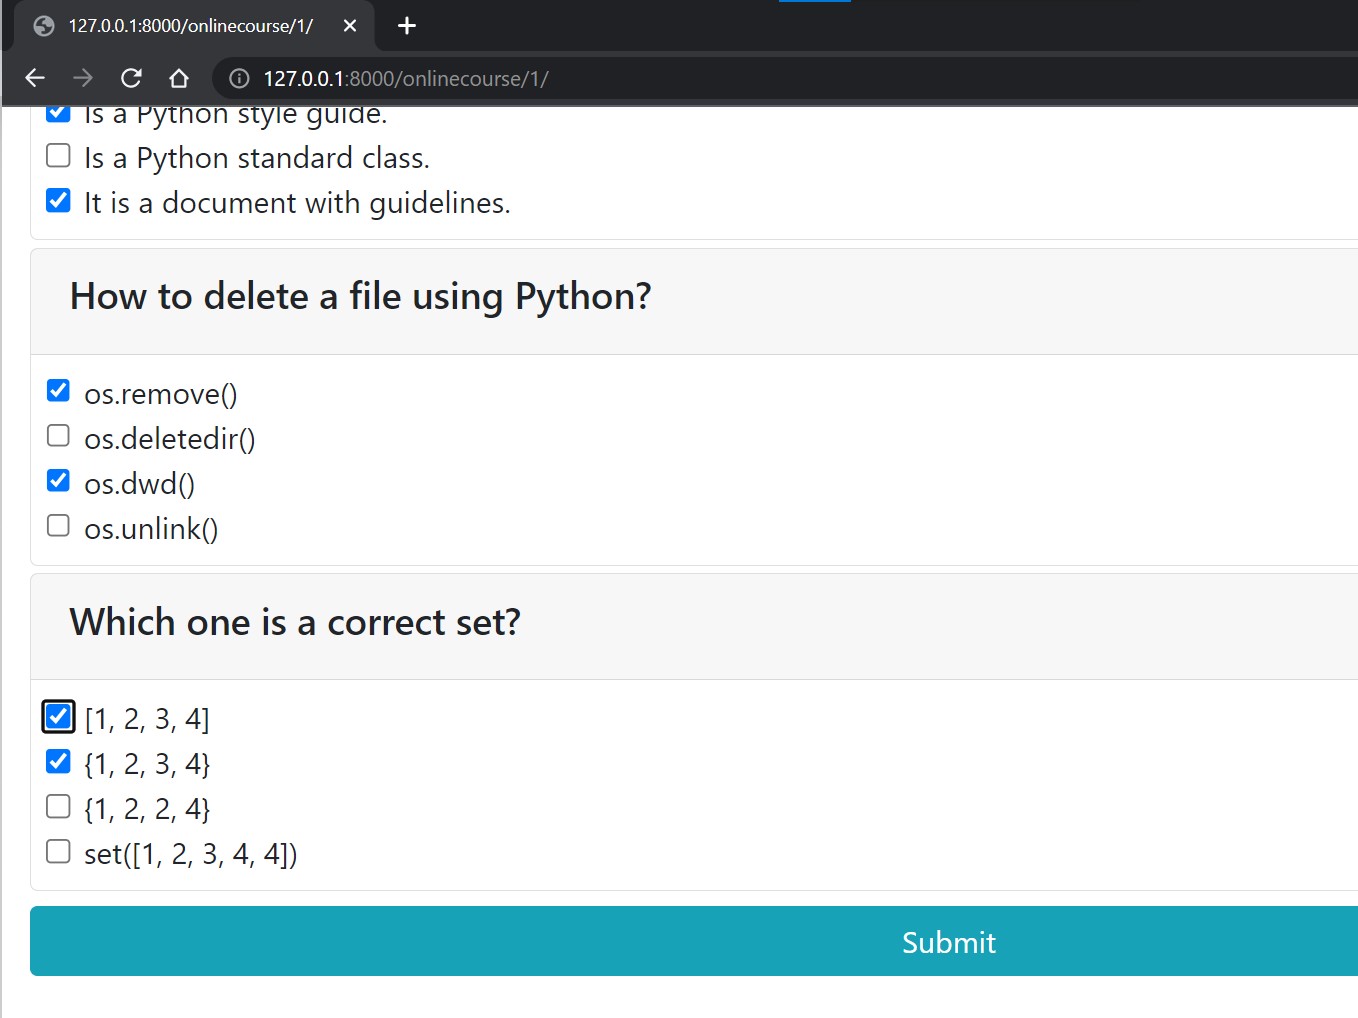 127.0.0.1:8000/onlinecourse/1/
127.0.0.1:8000/onlinecourse/1/
Is a Python style guide.
Is a Python standard class.
It is a document with guidelines.
How to delete a file using Python?
os.remove()
os.deletedir()
os.dwd()
os.unlink()
Which one is a correct set?
[1, 2, 3, 4]
{1, 2, 3, 4}
{1, 2, 2, 4}
set([1, 2, 3, 4, 4])
Submit